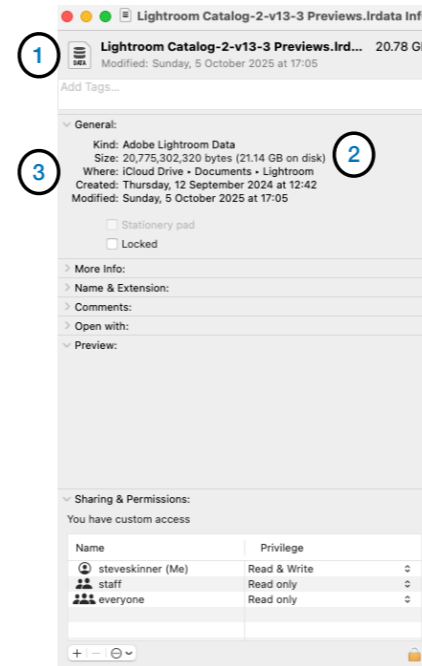 Lightroom Catalog-2-v13-3 Previews.lrdata Inf
1
DATA
Lightroom Catalog-2-v13-3 Previews.lrd... 20.78 G
Modified: Sunday, 5 October 2025 at 17:05
Add Tags...
General:
Kind: Adobe Lightroom Data
Size: 20,775,302,320 bytes (21.14 GB on disk)
2
3
Where: iCloud Drive • Documents • Lightroom
Created: Thursday, 12 September 2024 at 12:42
Modified: Sunday, 5 October 2025 at 17:05
Stationery pad
Locked
More Info:
Name & Extension:
Comments:
Open with:
Preview:
Sharing & Permissions:
You have custom access
Name Privilege
steveskinner (Me) Read & Write
staff Read only
everyone Read only